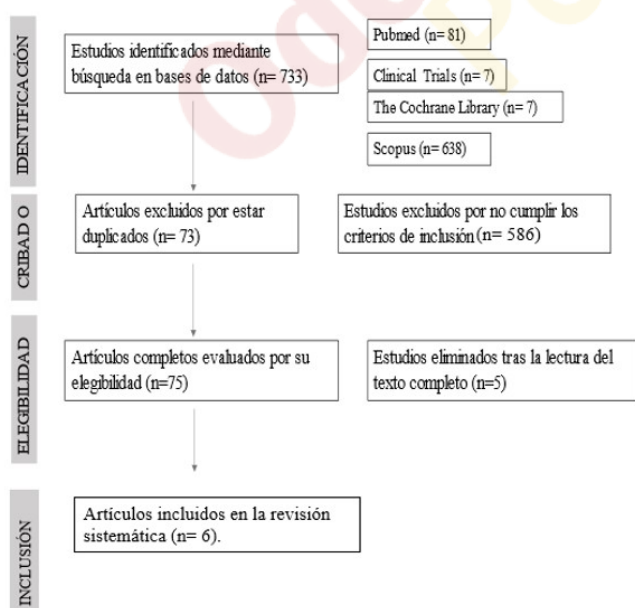 IDENTIFICACIÓN
Estudios identificados mediante
búsqueda en bases de datos (n= 733)
Pubmed (n= 81)
Clinical Trials (n= 7)
The Cochrane Library (n= 7)
Scopus (n= 638)
CRIBAD O
Artículos excluidos por estar
duplicados (n= 73)
Estudios excluidos por no cumplir los
criterios de inclusión (n= 586)
ELEGIBILIDAD
Artículos completos evaluados por su
elegibilidad (n=75)
Estudios eliminados tras la lectura del
texto completo (n=5)
INCLUSIÓN
Artículos incluidos en la revisión
sistemática (n= 6).